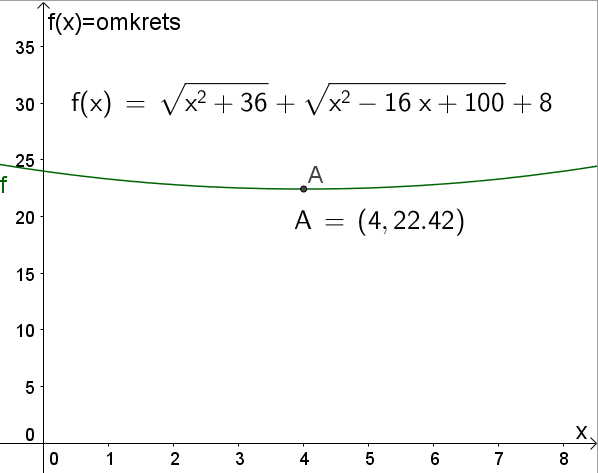 f(x)=omkrets
35
30
f(x) = √(x² + 36) + √(x² − 16 x + 100) + 8
25
f
A
20
A = (4, 22.42)
15
10
5
0
x
0 1 2 3 4 5 6 7 8